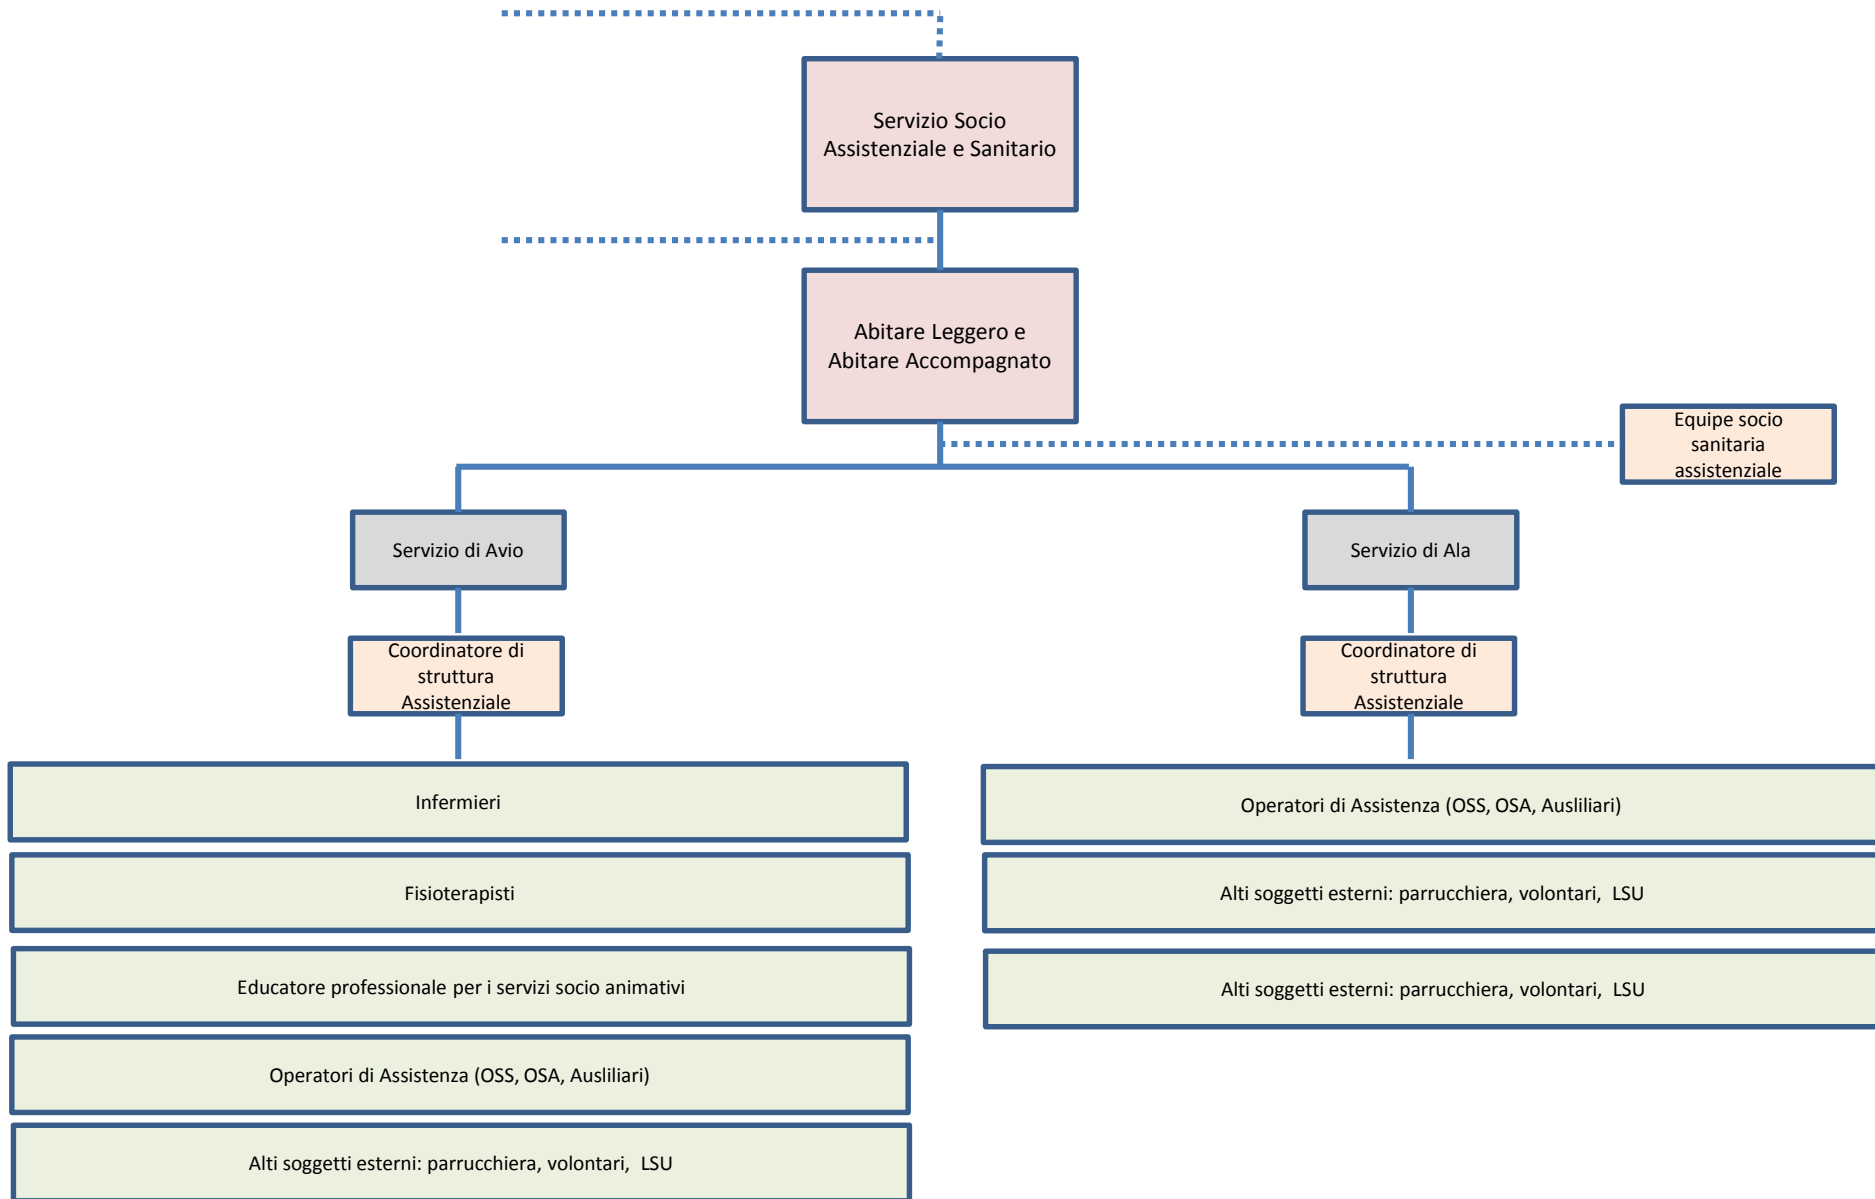 Servizio Socio
Assistenziale e Sanitario
Abitare Leggero e
Abitare Accompagnato
Equipe socio
sanitaria
assistenziale
Servizio di Avio
Servizio di Ala
Coordinatore di
struttura
Assistenziale
Coordinatore di
struttura
Assistenziale
Infermieri
Fisioterapisti
Educatore professionale per i servizi socio animativi
Operatori di Assistenza (OSS, OSA, Ausliliari)
Alti soggetti esterni: parrucchiera, volontari, LSU
Operatori di Assistenza (OSS, OSA, Ausliliari)
Alti soggetti esterni: parrucchiera, volontari, LSU
Alti soggetti esterni: parrucchiera, volontari, LSU